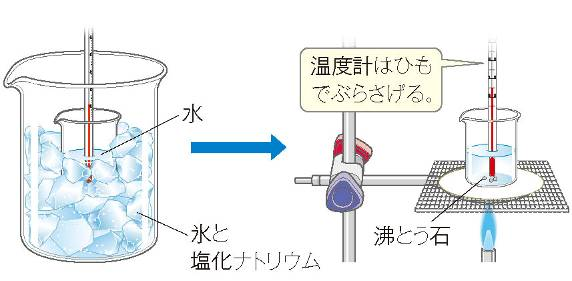 水
氷と
塩化ナトリウム
温度計はひも
でぶらさげる。
沸とう石